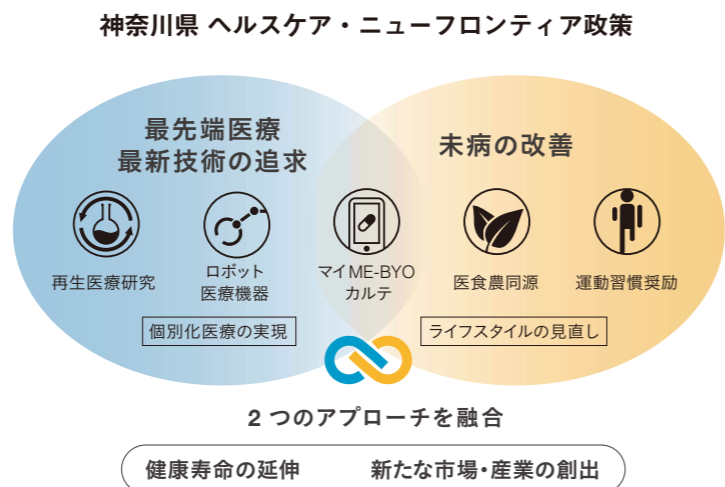 神奈川県 ヘルスケア・ニューフロンティア政策
最先端医療
最新技術の追求
未病の改善
再生医療研究
ロボット
医療機器
マイME-BYO
カルテ
医食農同源
運動習慣奨励
個別化医療の実現
ライフスタイルの見直し
2つのアプローチを融合
健康寿命の延伸
新たな市場・産業の創出